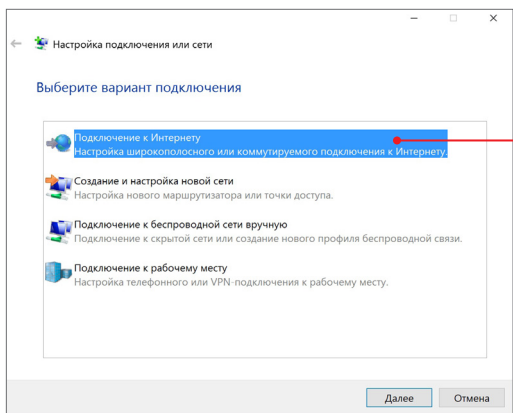 Настройка подключения или сети
Выберите вариант подключения
Подключение к Интернету
Настройка широкополосного или коммутируемого подключения к Интернету.
Создание и настройка новой сети
Настройка нового маршрутизатора или точки доступа.
Подключение к беспроводной сети вручную
Подключение к скрытой сети или создание нового профиля беспроводной связи.
Подключение к рабочему месту
Настройка телефонного или VPN-подключения к рабочему месту.
Далее
Отмена